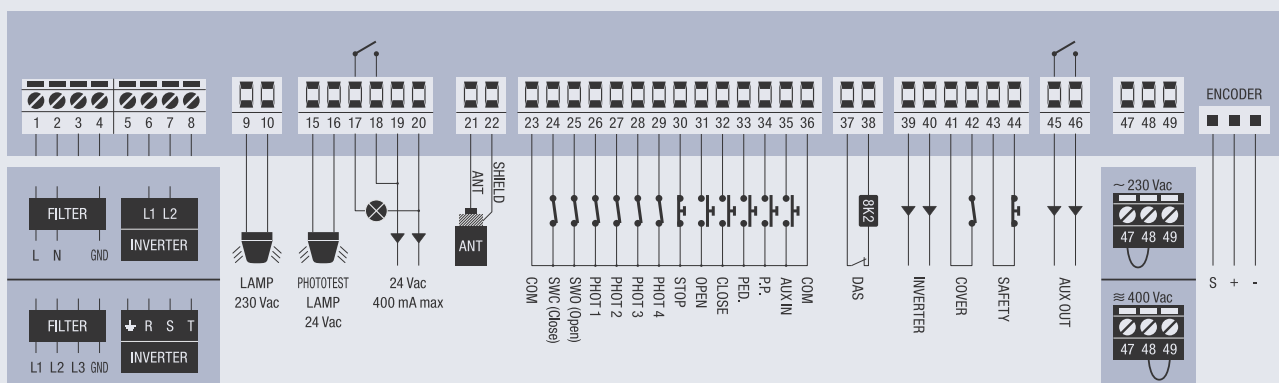 ENCODER
1 2 3 4 5 6 7 8 9 10 15 16 17 18 19 20 21 22 23 24 25 26 27 28 29 30 31 32 33 34 35 36 37 38 39 40 41 42 43 44 45 46 47 48 49
ANT
SHIELD
FILTER
L N GND
L1 L2
INVERTER
LAMP
230 Vac
PHOTOTEST
LAMP
24 Vac
24 Vac
400 mA max
ANT
COM
SWC (Close)
SWO (Open)
PHOT 1
PHOT 2
PHOT 3
PHOT 4
STOP
OPEN
CLOSE
PED.
P.P.
AUX IN
COM
8K2
DAS
INVERTER
COVER
SAFETY
AUX OUT
~ 230 Vac
47 48 49
S + -
FILTER
L1 L2 L3 GND
R S T
INVERTER
≈ 400 Vac
47 48 49